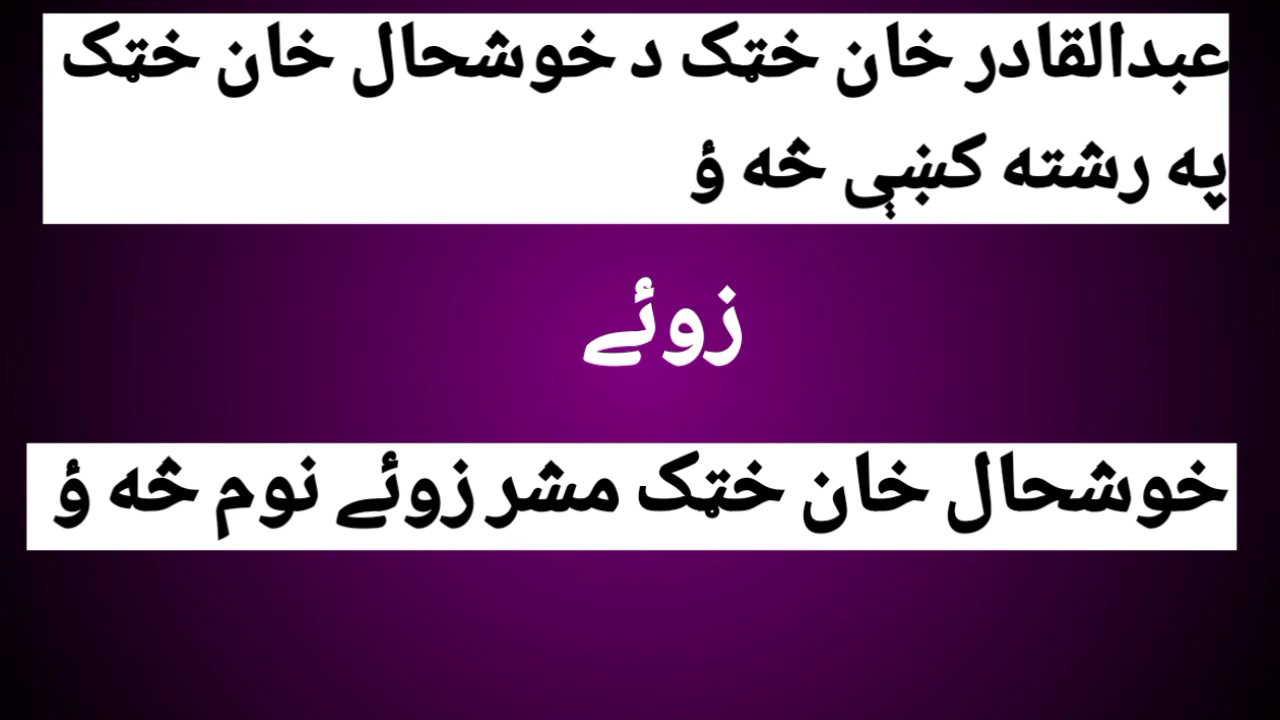 عبدالقادر خان خټک د خوشحال خان خټک
په رشته کښې څه ؤ
زوئے
خوشحال خان خټک مشر زوئے نوم څه ؤ